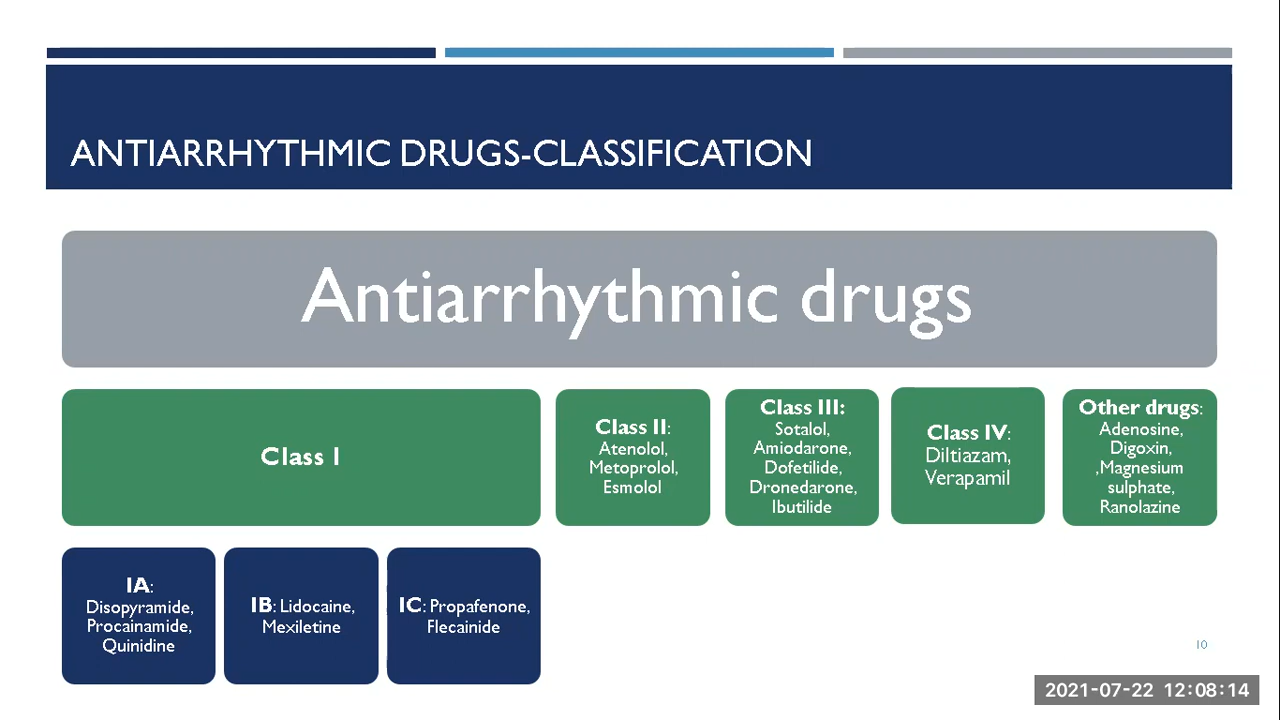 ANTIARRHYTHMIC DRUGS-CLASSIFICATION
Antiarrhythmic drugs
Class I
Class II:
Atenolol,
Metoprolol,
Esmolol
Class III:
Sotalol,
Amiodarone,
Dofetilide,
Dronedarone,
Ibutilide
Class IV:
Diltiazam,
Verapamil
Other drugs:
Adenosine,
Digoxin,
,Magnesium
sulphate,
Ranolazine
IA:
Disopyramide,
Procainamide,
Quinidine
IB: Lidocaine,
Mexiletine
IC: Propafenone,
Flecainide
10
2021-07-22 12:08:14